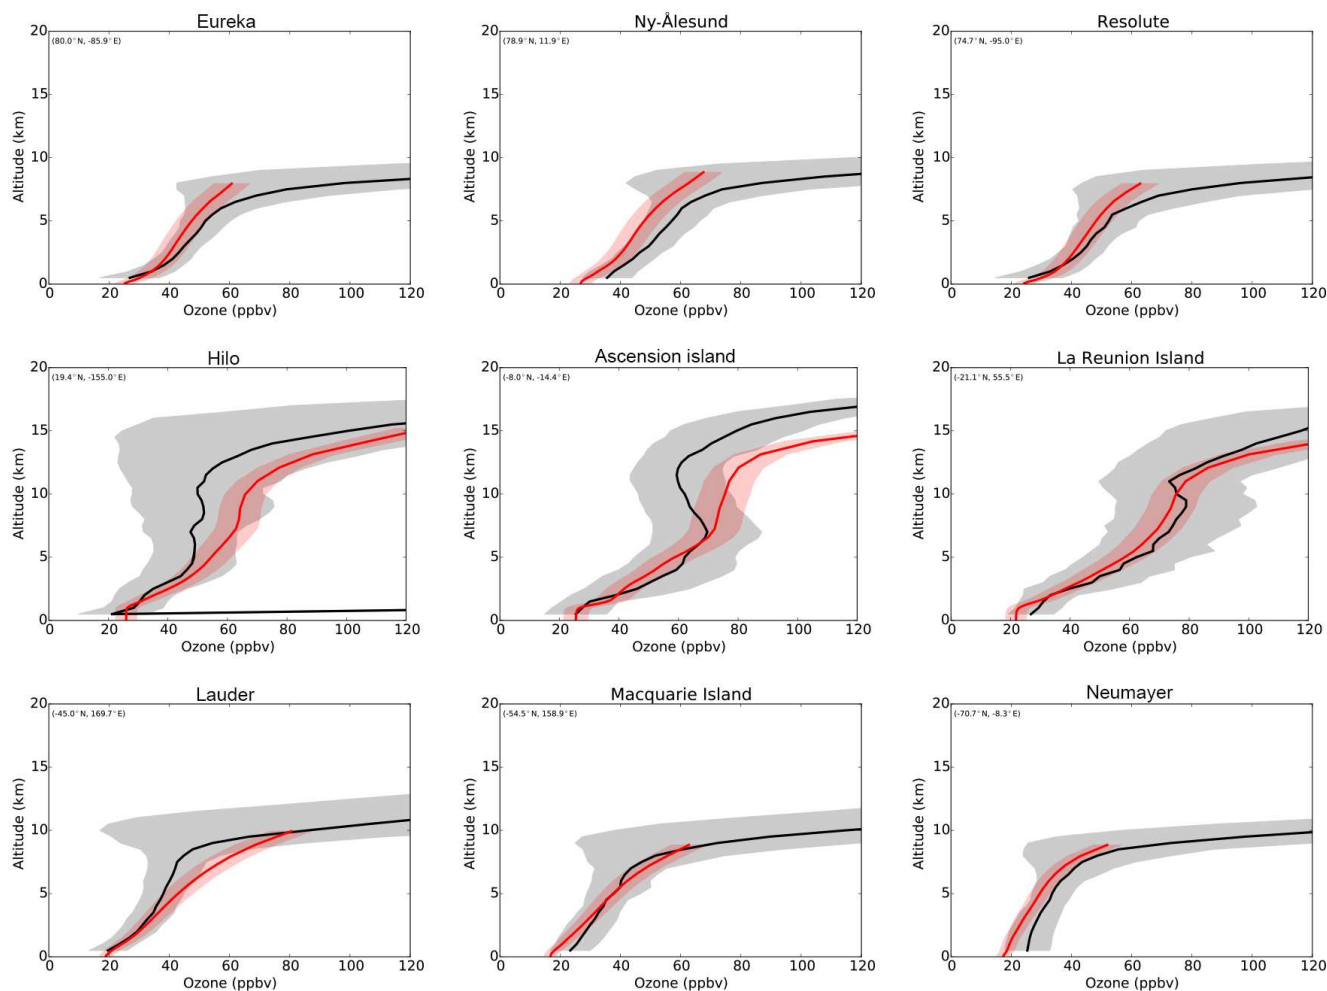 Eureka
(80.0°N, -85.9°E)
20
15
10
5
0
Altitude (km)
0 20 40 60 80 100 120
Ozone (ppbv)
Ny-Ålesund
(78.9°N, 11.9°E)
20
15
10
5
0
Altitude (km)
0 20 40 60 80 100 120
Ozone (ppbv)
Resolute
(74.7°N, -95.0°E)
20
15
10
5
0
Altitude (km)
0 20 40 60 80 100 120
Ozone (ppbv)
Hilo
(19.4°N, -155.0°E)
20
15
10
5
0
Altitude (km)
0 20 40 60 80 100 120
Ozone (ppbv)
Ascension island
(-8.0°N, -14.4°E)
20
15
10
5
0
Altitude (km)
0 20 40 60 80 100 120
Ozone (ppbv)
La Reunion Island
(-21.1°N, 55.5°E)
20
15
10
5
0
Altitude (km)
0 20 40 60 80 100 120
Ozone (ppbv)
Lauder
(-45.0°N, 169.7°E)
20
15
10
5
0
Altitude (km)
0 20 40 60 80 100 120
Ozone (ppbv)
Macquarie Island
(-54.5°N, 158.9°E)
20
15
10
5
0
Altitude (km)
0 20 40 60 80 100 120
Ozone (ppbv)
Neumayer
(-70.7°N, -8.3°E)
20
15
10
5
0
Altitude (km)
0 20 40 60 80 100 120
Ozone (ppbv)